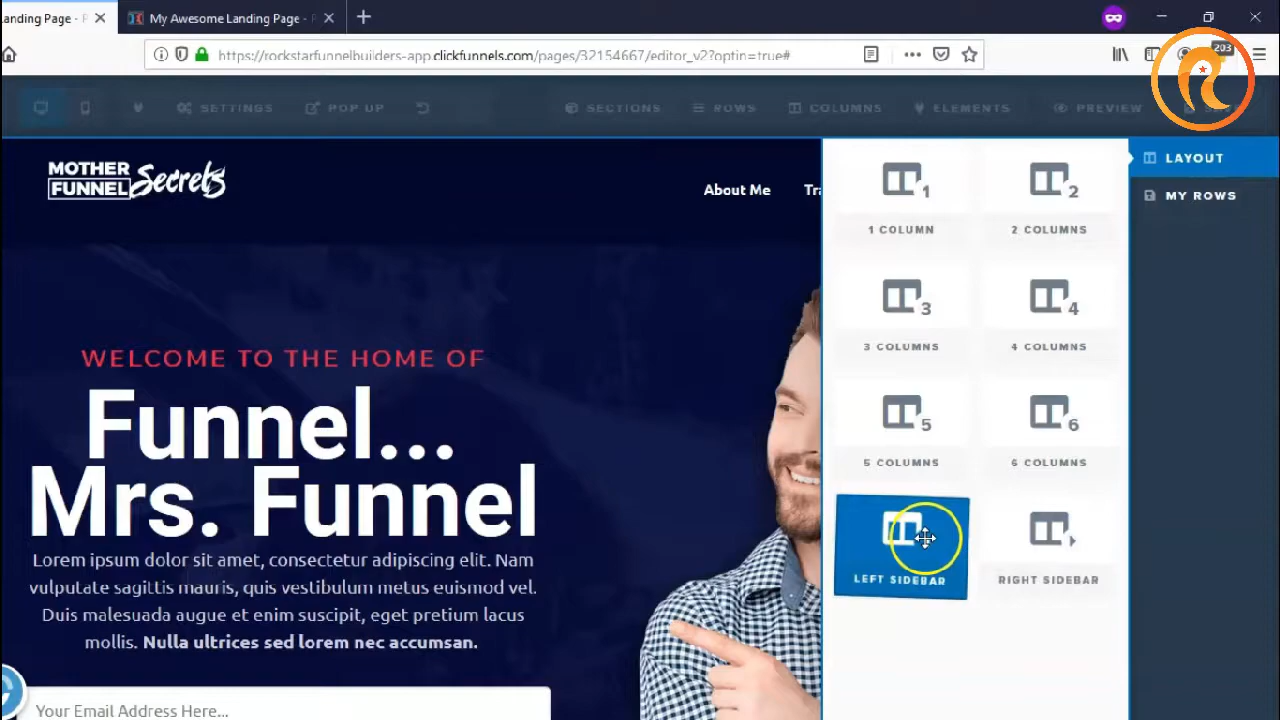 Landing Page -
My Awesome Landing Page -
203
https://rockstarfunnelbuilders-app.clickfunnels.com/pages/32154667/editor_v2?optin=true#
SETTINGS
POP UP
SECTIONS
ROWS
COLUMNS
ELEMENTS
PREVIEW
MOTHER
FUNNEL Secrets
About Me
WELCOME TO THE HOME OF
Funnel...
Mrs. Funnel
Lorem ipsum dolor sit amet, consectetur adipiscing elit. Nam
vulputate sagittis mauris, quis vestibulum metus euismod vel.
Duis malesuada augue et enim suscipit, eget pretium lacus
mollis. Nulla ultrices sed lorem nec accumsan.
Your Email Address Here...
1
1 COLUMN
2
2 COLUMNS
3
3 COLUMNS
4
4 COLUMNS
5
5 COLUMNS
6
6 COLUMNS
LEFT SIDEBAR
RIGHT SIDEBAR
LAYOUT
MY ROWS